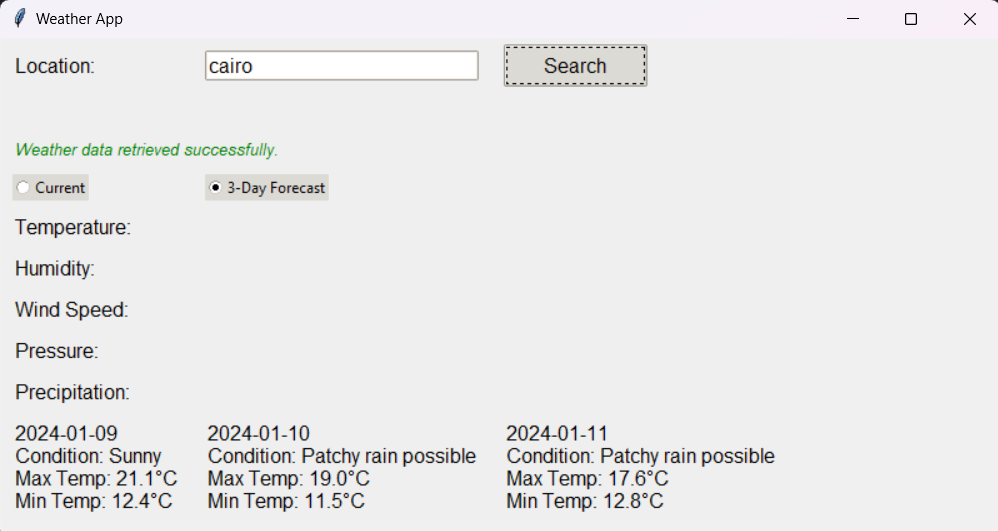 Weather App
Location: cairo Search
Weather data retrieved successfully.
Current 3-Day Forecast
Temperature:
Humidity:
Wind Speed:
Pressure:
Precipitation:
2024-01-09 2024-01-10 2024-01-11
Condition: Sunny Condition: Patchy rain possible Condition: Patchy rain possible
Max Temp: 21.1°C Max Temp: 19.0°C Max Temp: 17.6°C
Min Temp: 12.4°C Min Temp: 11.5°C Min Temp: 12.8°C